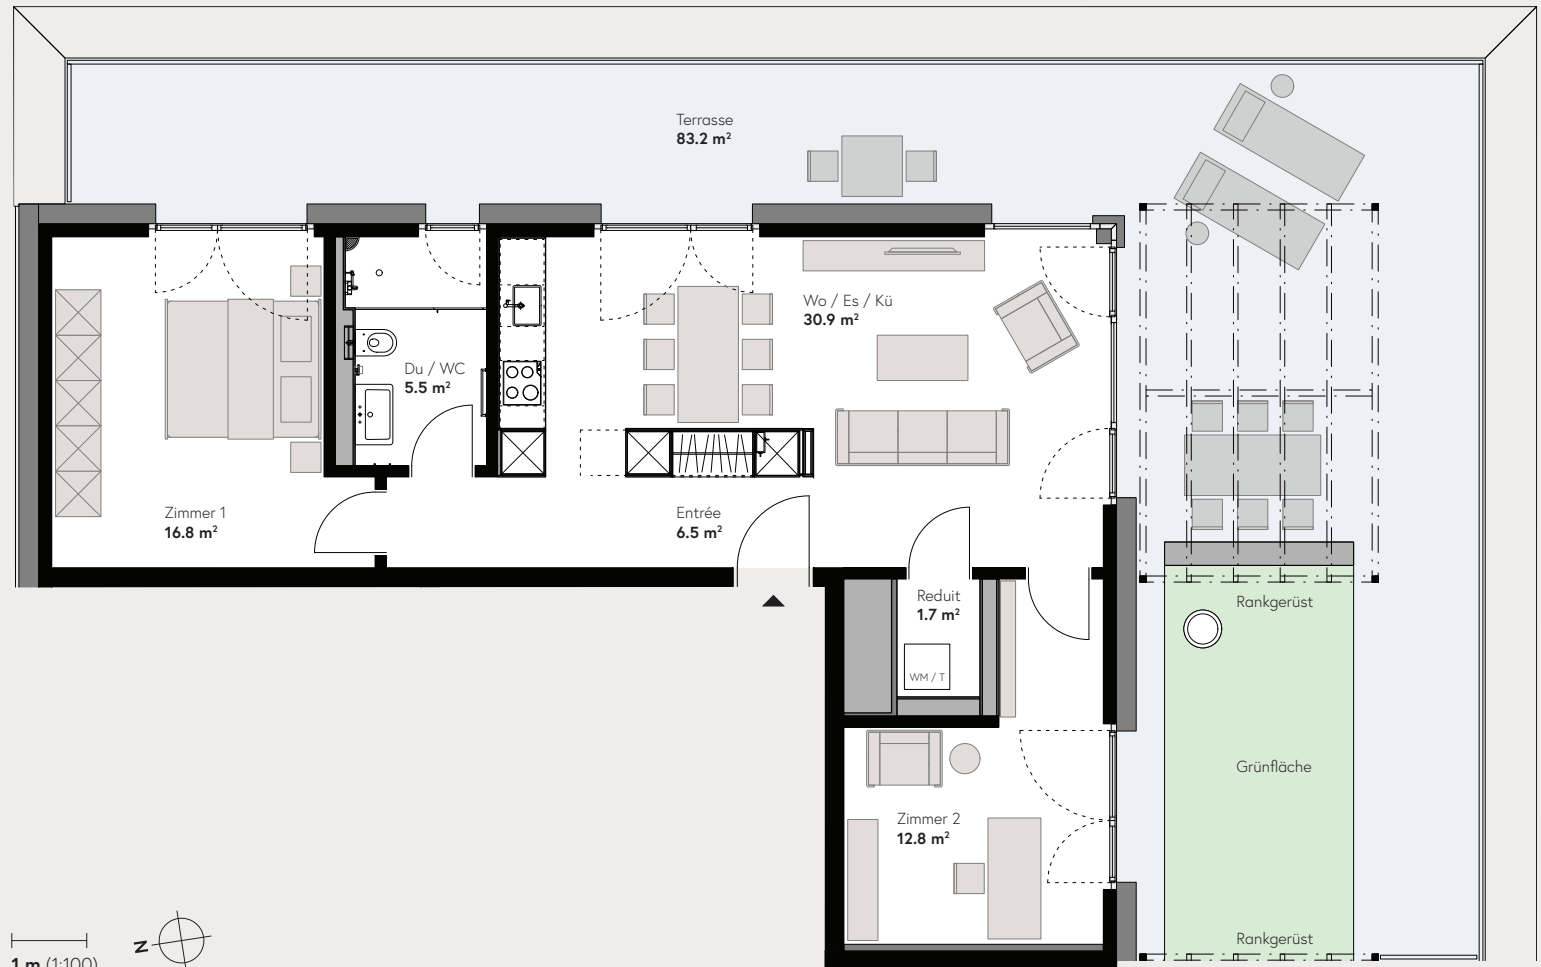 Terrasse
83.2 m²
Wo / Es / Kü
30.9 m²
Du / WC
5.5 m²
Zimmer 1
16.8 m²
Entrée
6.5 m²
Reduit
1.7 m²
WM / T
Rankgerüst
Grünfläche
Zimmer 2
12.8 m²
Rankgerüst
N
1 m (1:100)